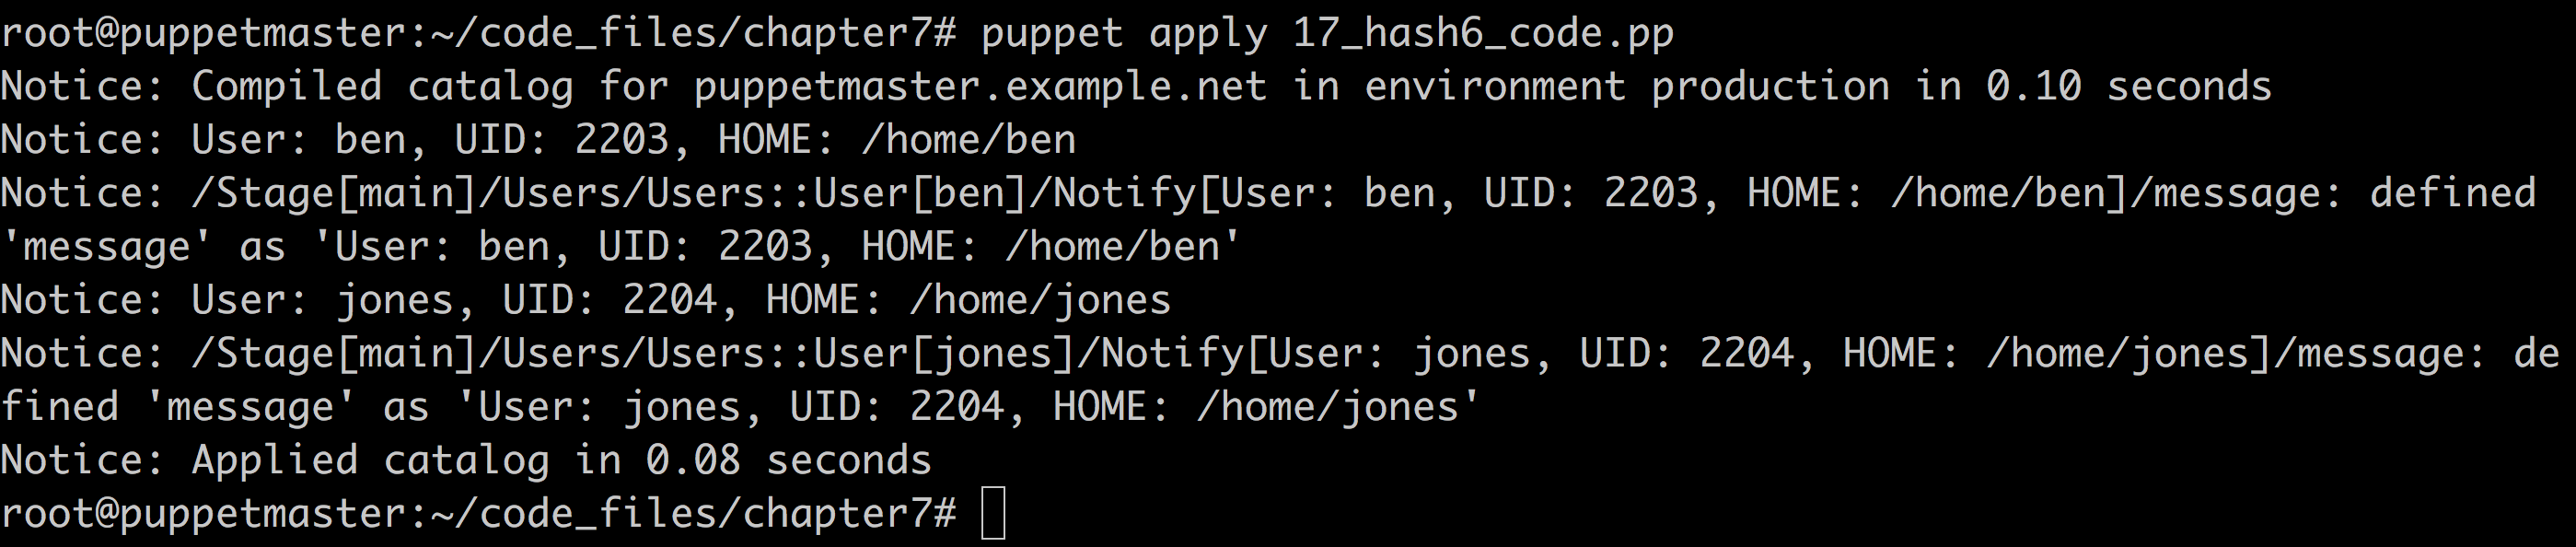 root@puppetmaster:~/code_files/chapter7# puppet apply 17_hash6_code.pp
Notice: Compiled catalog for puppetmaster.example.net in environment production in 0.10 seconds
Notice: User: ben, UID: 2203, HOME: /home/ben
Notice: /Stage[main]/Users/Users::User[ben]/Notify[User: ben, UID: 2203, HOME: /home/ben]/message: defined
'message' as 'User: ben, UID: 2203, HOME: /home/ben'
Notice: User: jones, UID: 2204, HOME: /home/jones
Notice: /Stage[main]/Users/Users::User[jones]/Notify[User: jones, UID: 2204, HOME: /home/jones]/message: de
fined 'message' as 'User: jones, UID: 2204, HOME: /home/jones'
Notice: Applied catalog in 0.08 seconds
root@puppetmaster:~/code_files/chapter7#